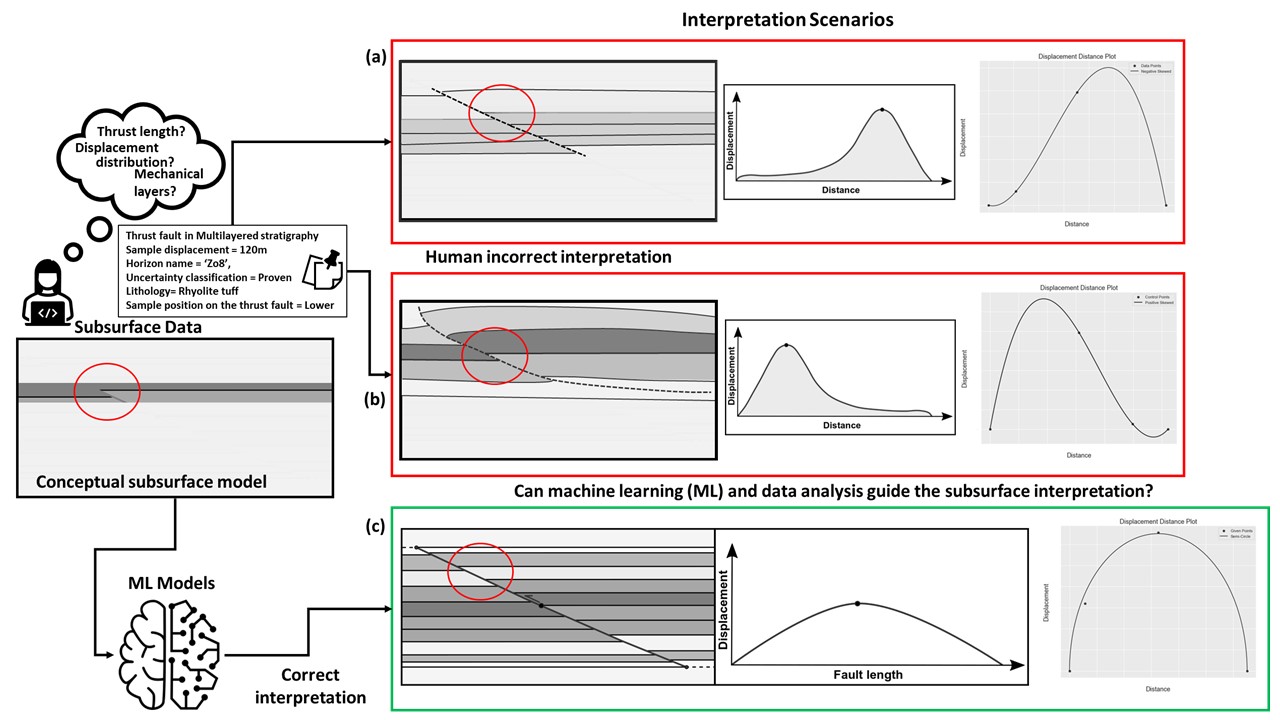 Interpretation Scenarios
(a)
Thrust length?
Displacement
distribution?
Mechanical
layers?
Thrust fault in Multilayered stratigraphy
Sample displacement = 120m
Horizon name = ‘Zo8’,
Uncertainty classification = Proven
Lithology= Rhyolite tuff
Sample position on the thrust fault = Lower
Displacement
Distance
Displacement Distance Plot
Data Points
Negative Skewed
Displacement
Distance
Human incorrect interpretation
Subsurface Data
Conceptual subsurface model
(b)
Displacement
Distance
Displacement Distance Plot
Control Points
Positive Skewed
Displacement
Distance
Can machine learning (ML) and data analysis guide the subsurface interpretation?
(c)
ML Models
Correct
interpretation
Displacement
Fault length
Displacement Distance Plot
Given Points
Semi-Circle
Displacement
Distance